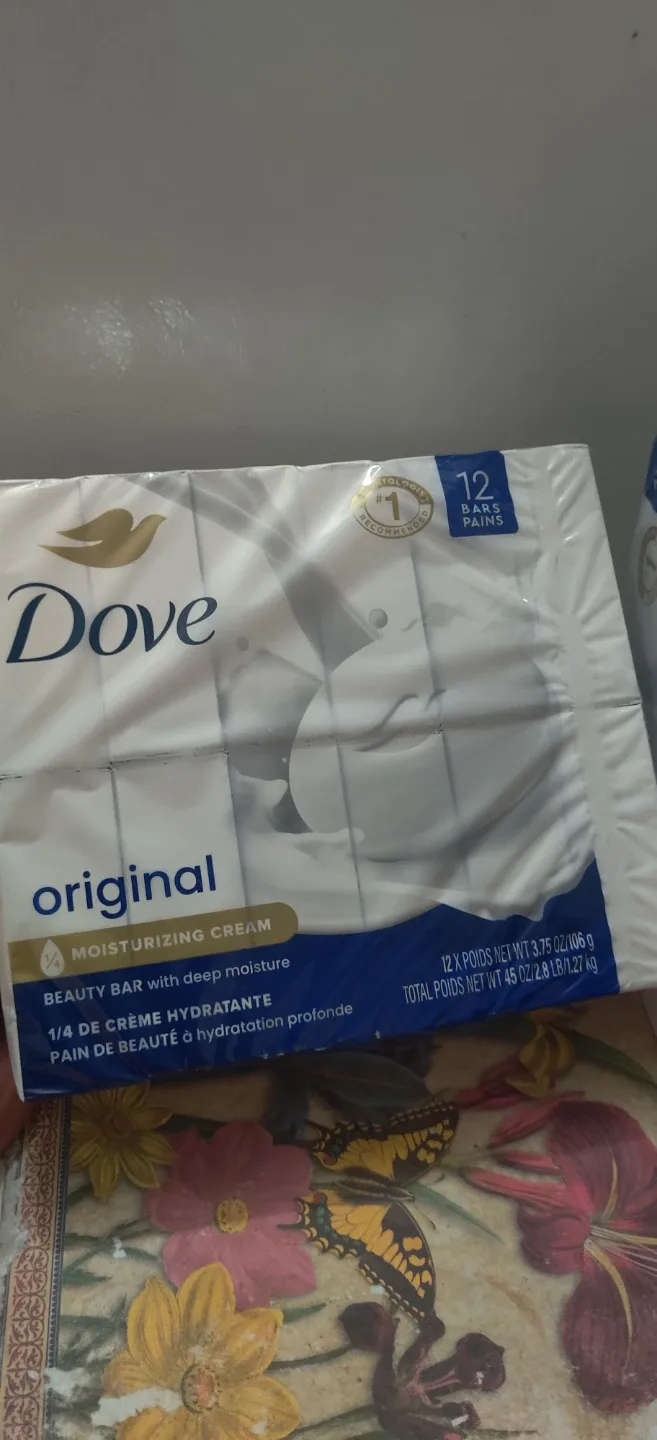 #1
RECOMMENDED
12
BARS
PAINS
Dove
original
1/4 MOISTURIZING CREAM
BEAUTY BAR with deep moisture
1/4 DE CRÈME HYDRATANTE
PAIN DE BEAUTÉ à hydratation profonde
12 X POIDS NET WT 3.75 OZ/106 g
TOTAL POIDS NET WT 45 OZ/2.8 LB/1.27 kg